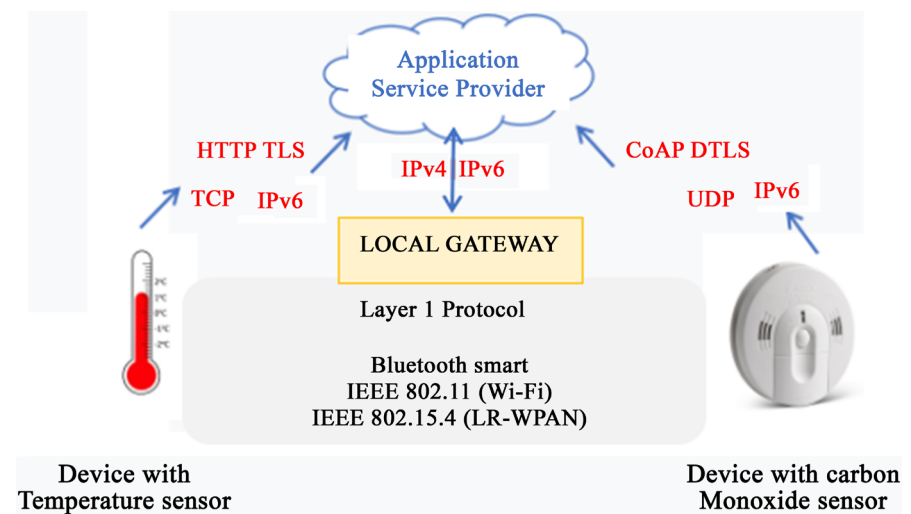 Application
Service Provider
HTTP TLS
CoAP DTLS
IPv4 IPv6
TCP IPv6
UDP IPv6
LOCAL GATEWAY
Layer 1 Protocol
Bluetooth smart
IEEE 802.11 (Wi-Fi)
IEEE 802.15.4 (LR-WPAN)
Device with
Temperature sensor
Device with carbon
Monoxide sensor